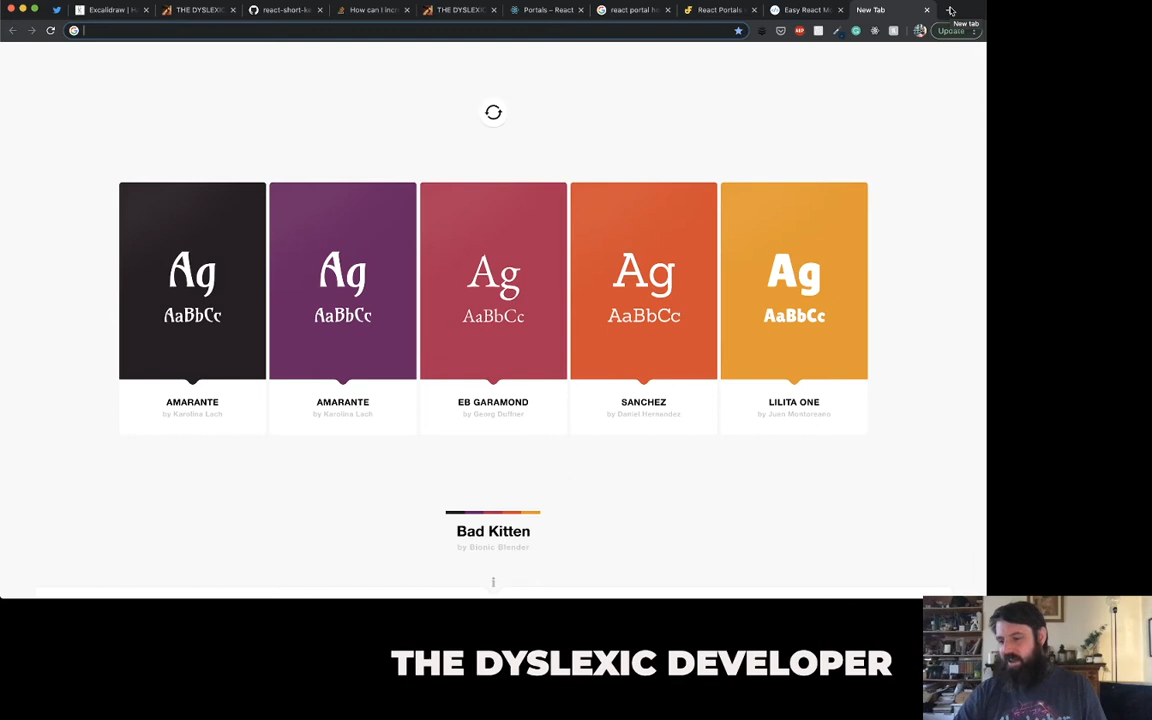 Excalidraw | H
THE DYSLEXIC
react-short-ke
How can I incr
THE DYSLEXIC
Portals – React
react portal h
React Portals
Easy React Mo
New Tab
New tab
Update
Ag
AaBbCc
AMARANTE
by Karolina Lach
Ag
AaBbCc
AMARANTE
by Karolina Lach
Ag
AaBbCc
EB GARAMOND
by Georg Duffner
Ag
AaBbCc
SANCHEZ
by Daniel Hernandez
Ag
AaBbCc
LILITA ONE
by Juan Montoreano
Bad Kitten
by Bionic Blender
THE DYSLEXIC DEVELOPER